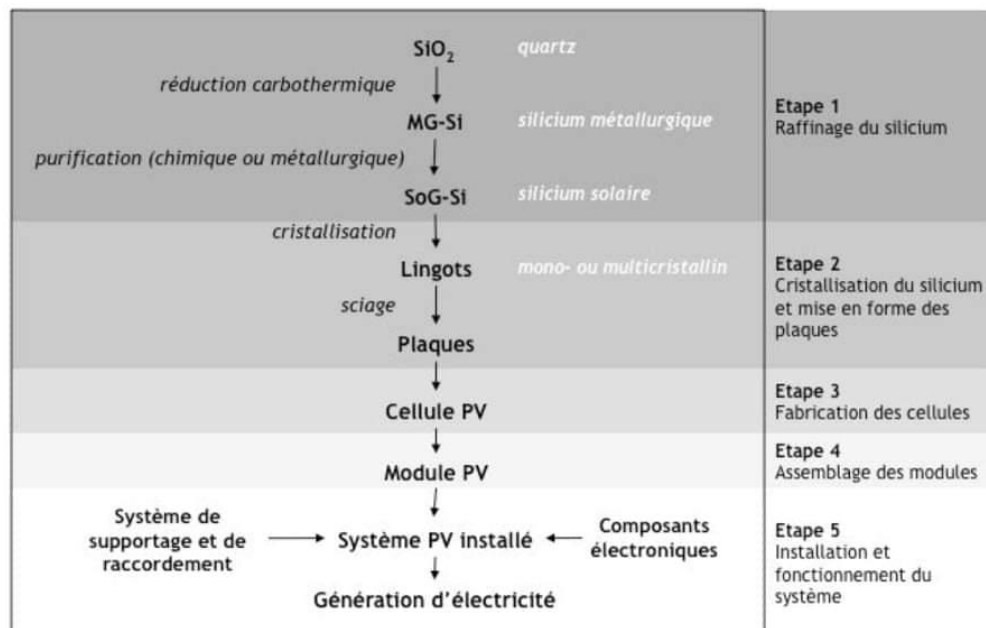 SiO2
quartz
réduction carbothermique
MG-Si
silicium métallurgique
purification (chimique ou métallurgique)
SoG-Si
silicium solaire
Etape 1
Raffinage du silicium
cristallisation
Lingots
mono- ou multicristallin
sciage
Plaques
Etape 2
Cristallisation du silicium
et mise en forme des
plaques
Cellule PV
Etape 3
Fabrication des cellules
Module PV
Etape 4
Assemblage des modules
Système de
supportage et de
raccordement
Système PV installé
Composants
électroniques
Génération d’électricité
Etape 5
Installation et
fonctionnement du
système